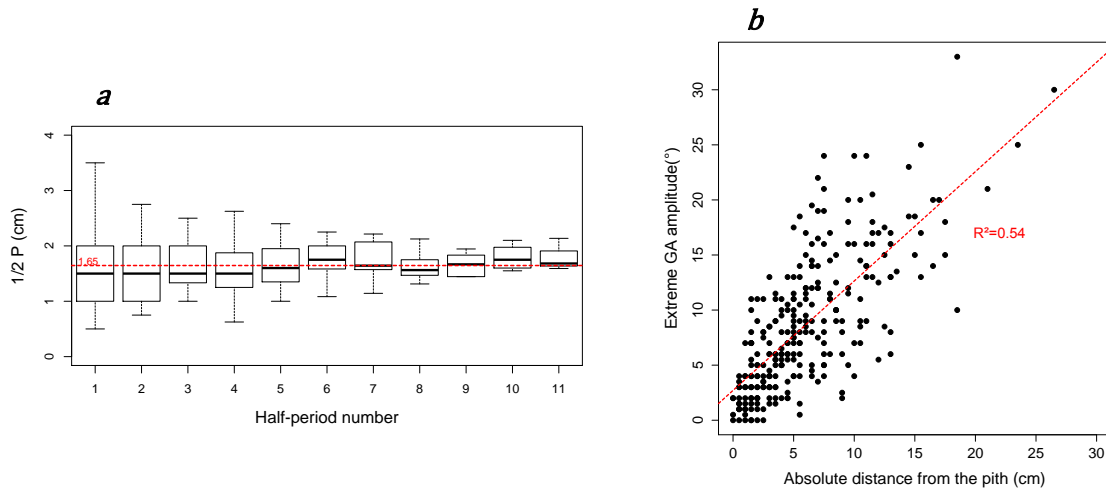 a
1/2 P (cm)
4
3
2
1
0
1.65
1 2 3 4 5 6 7 8 9 10 11
Half-period number
b
Extreme GA amplitude(°)
30
25
20
15
10
5
0
R²=0.54
0 5 10 15 20 25 30
Absolute distance from the pith (cm)